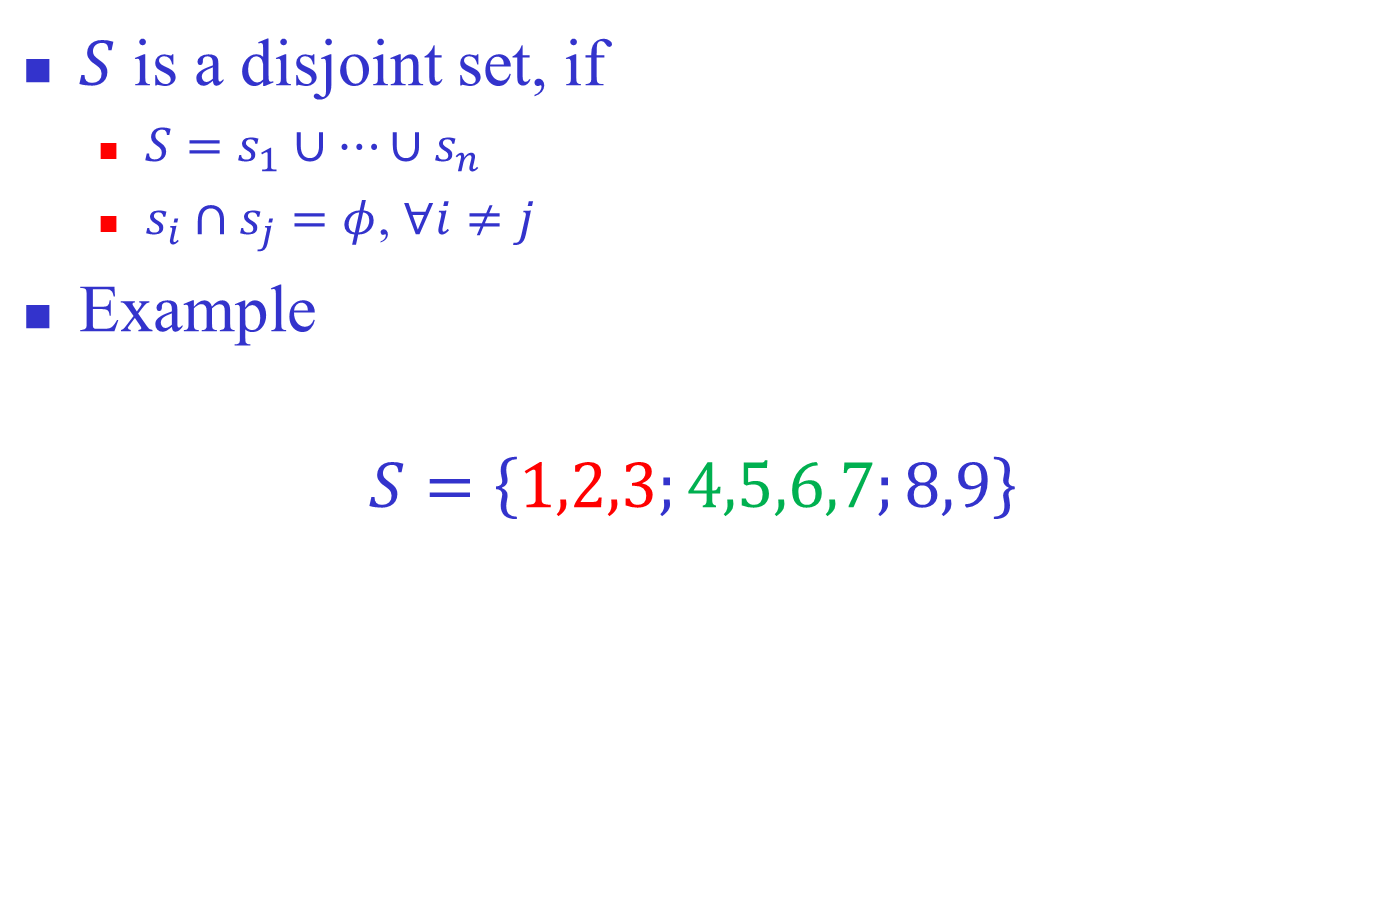 S is a disjoint set, if
S = s₁ ∪ ⋯ ∪ sₙ
sᵢ ∩ sⱼ = ϕ, ∀i ≠ j
Example
S = {1,2,3; 4,5,6,7; 8,9}